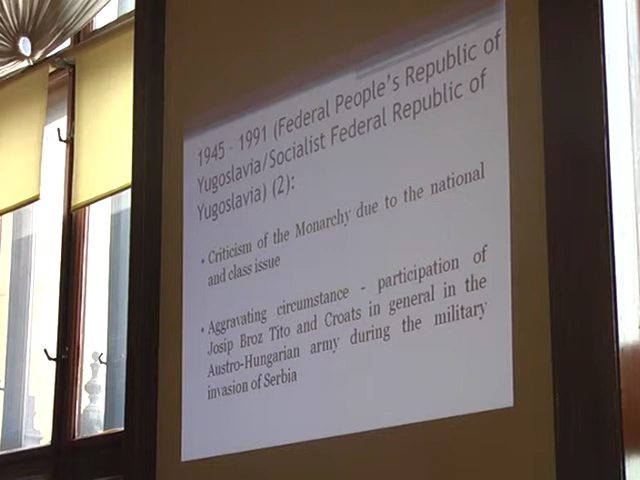 1945 - 1991 (Federal People's Republic of
Yugoslavia/Socialist Federal Republic of
Yugoslavia) (2):
• Criticism of the Monarchy due to the national
and class issue
• Aggravating circumstance - participation of
Josip Broz Tito and Croats in general in the
Austro-Hungarian army during the military
invasion of Serbia